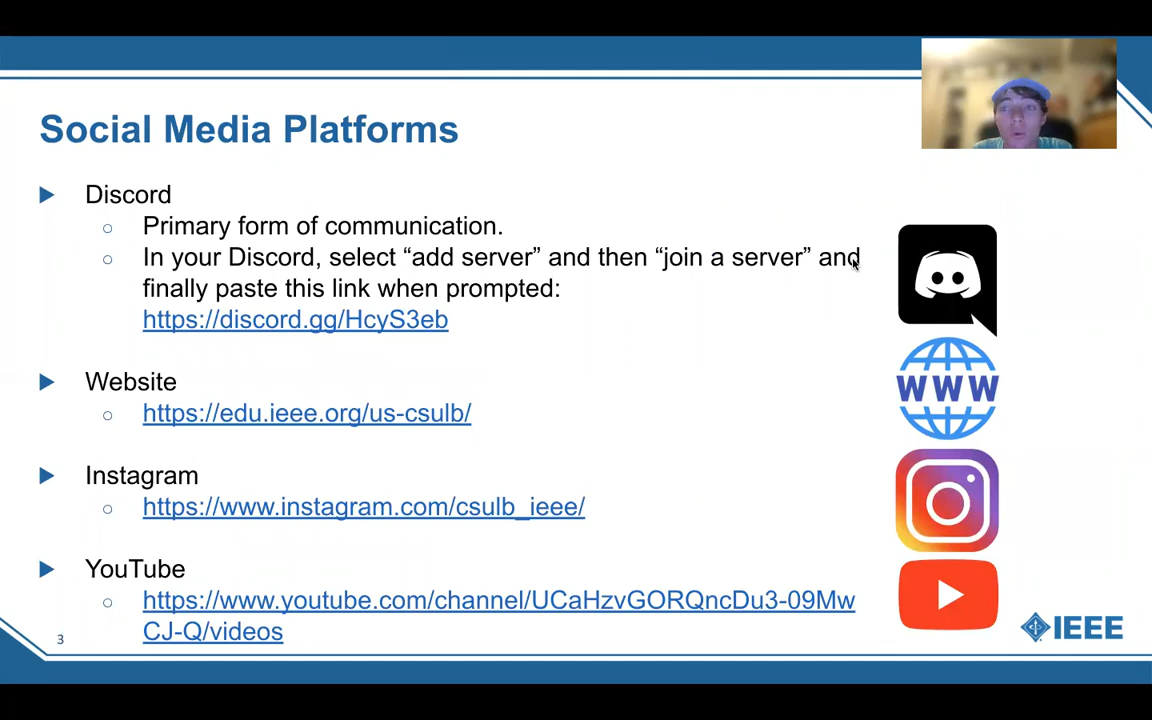 Social Media Platforms
Discord
Primary form of communication.
In your Discord, select “add server” and then “join a server” and
finally paste this link when prompted:
https://discord.gg/HcyS3eb
Website
https://edu.ieee.org/us-csulb/
Instagram
https://www.instagram.com/csulb_ieee/
YouTube
https://www.youtube.com/channel/UCaHzvGORQncDu3-09Mw
CJ-Q/videos
WWW
3
IEEE